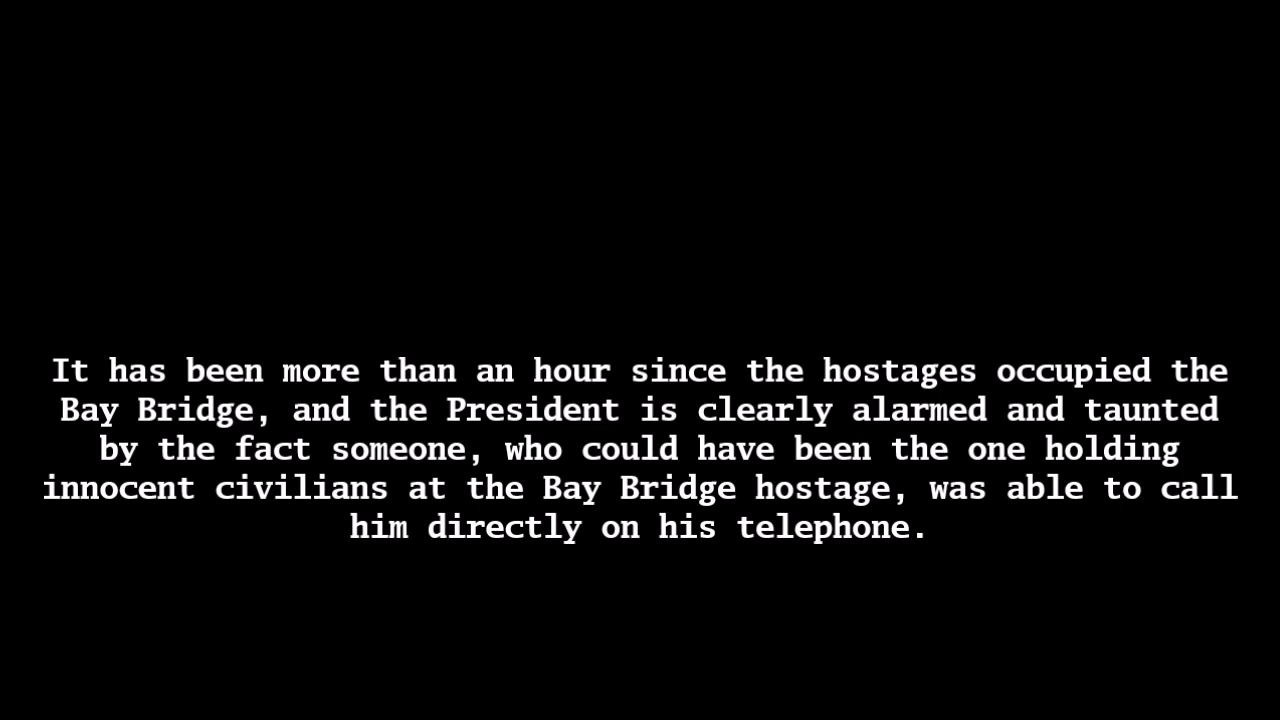 It has been more than an hour since the hostages occupied the
Bay Bridge, and the President is clearly alarmed and taunted
by the fact someone, who could have been the one holding
innocent civilians at the Bay Bridge hostage, was able to call
him directly on his telephone.